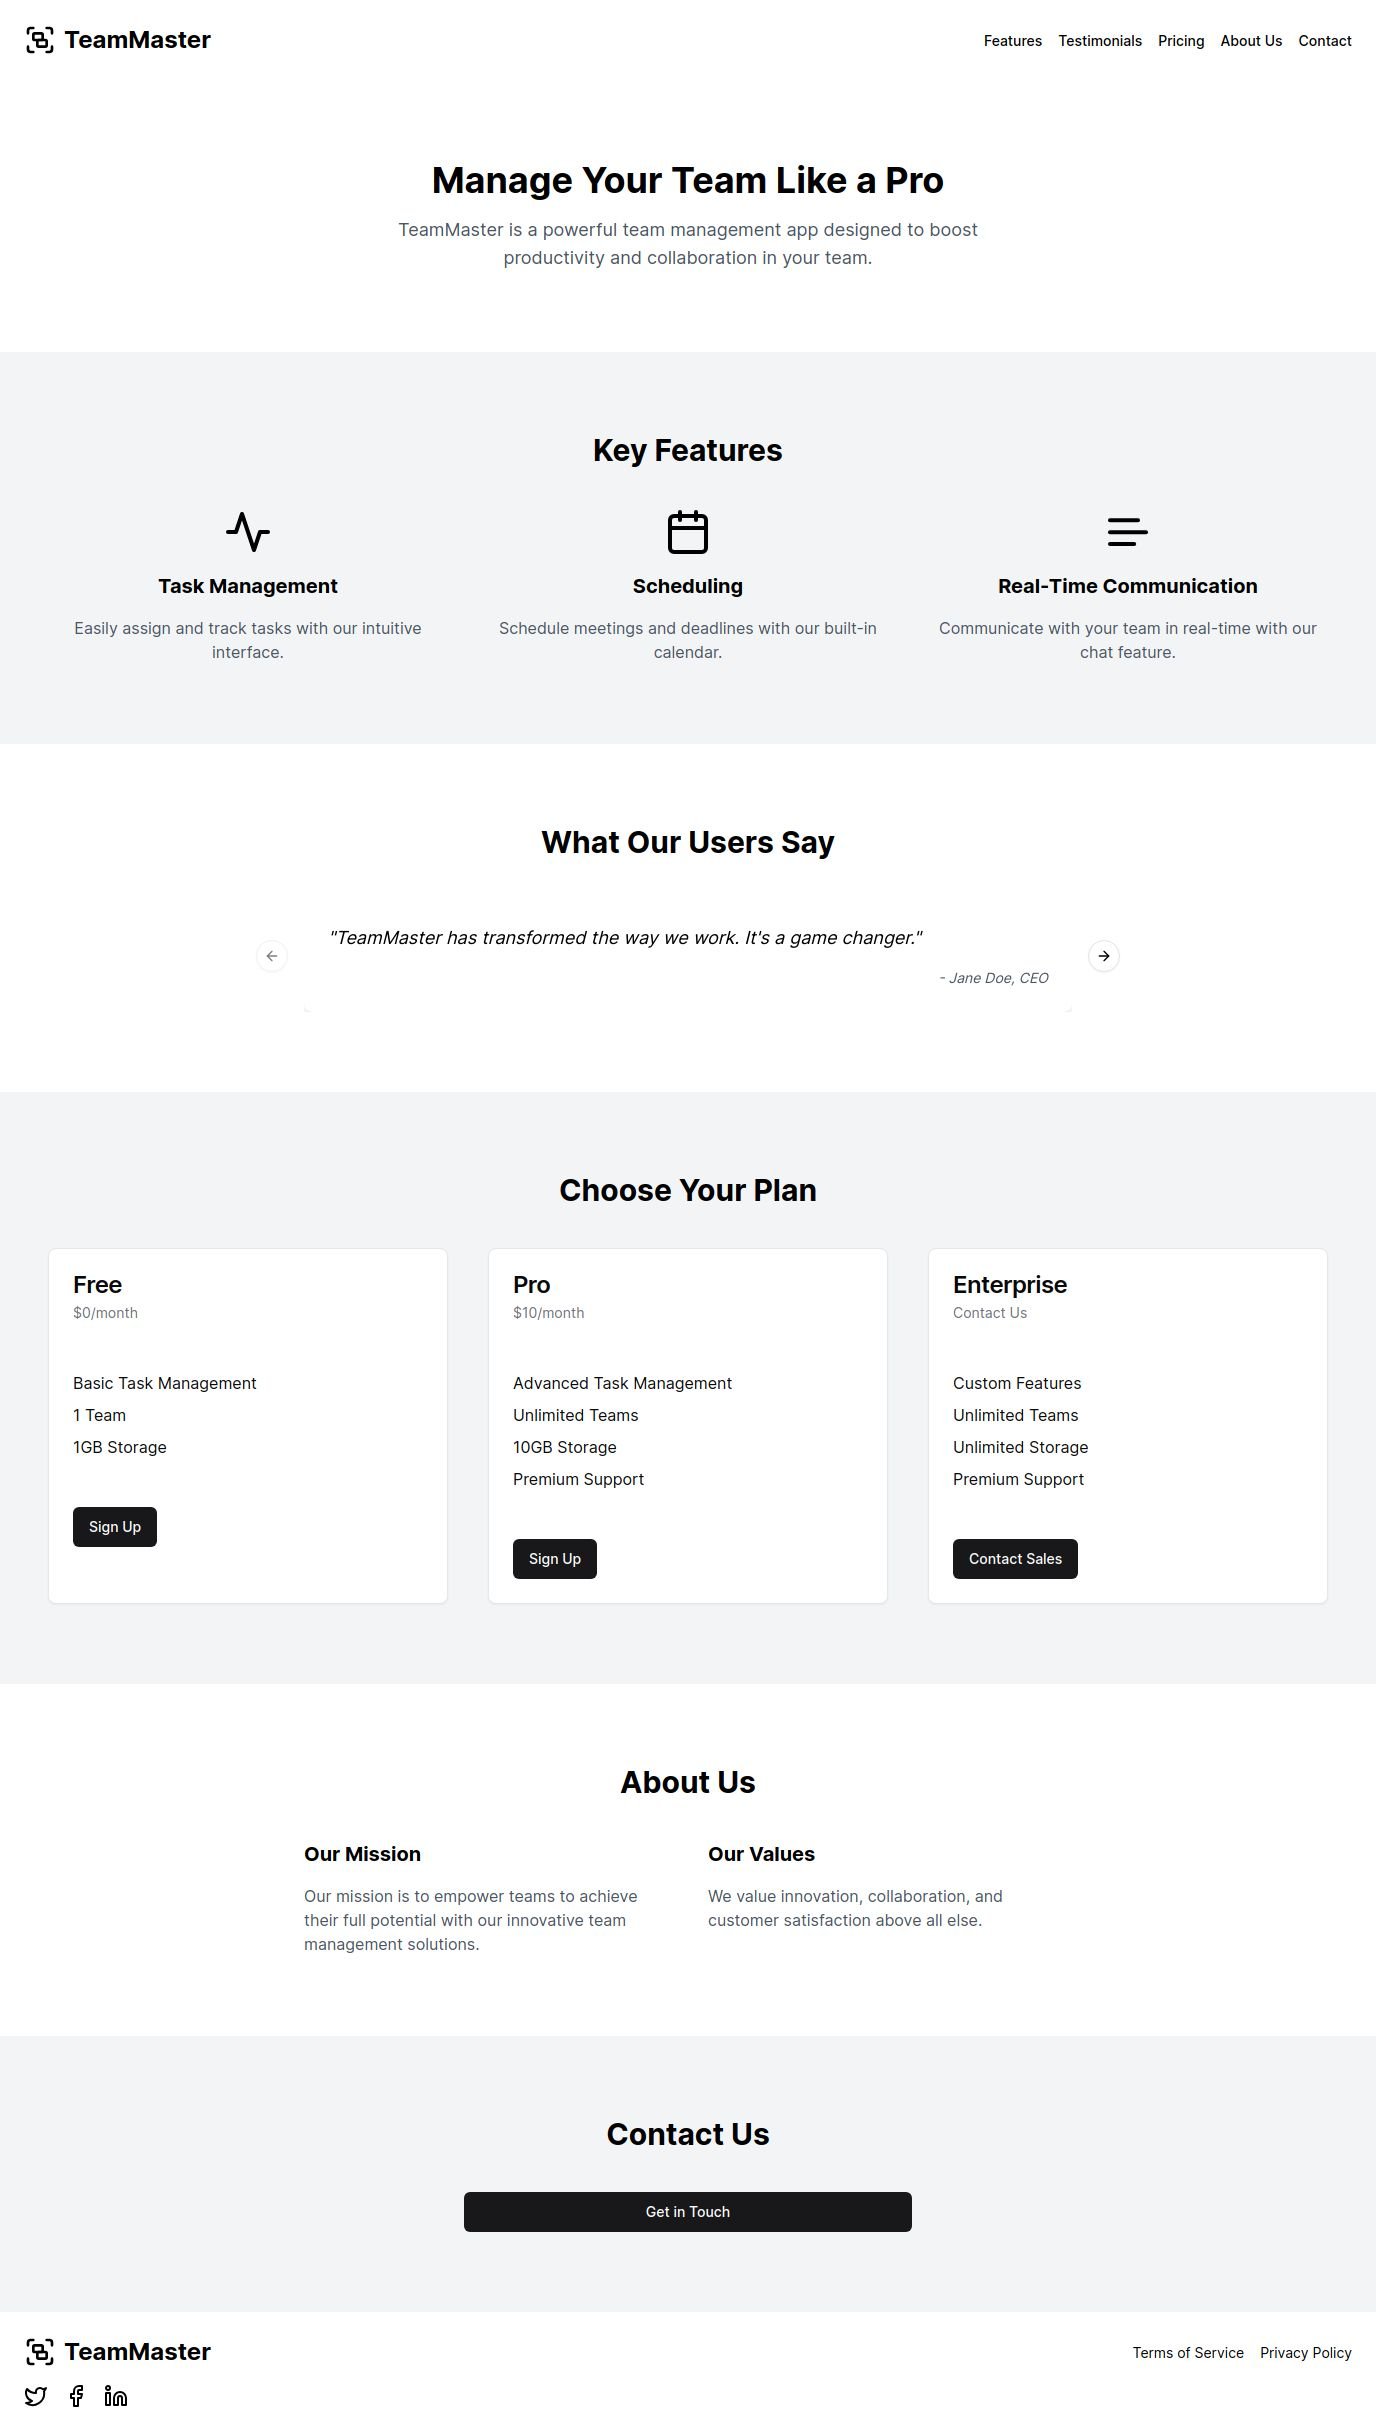 TeamMaster
Features Testimonials Pricing About Us Contact
Manage Your Team Like a Pro
TeamMaster is a powerful team management app designed to boost
productivity and collaboration in your team.
Key Features
Task Management
Easily assign and track tasks with our intuitive
interface.
Scheduling
Schedule meetings and deadlines with our built-in
calendar.
Real-Time Communication
Communicate with your team in real-time with our
chat feature.
What Our Users Say
"TeamMaster has transformed the way we work. It's a game changer."
- Jane Doe, CEO
Choose Your Plan
Free
$0/month
Basic Task Management
1 Team
1GB Storage
Sign Up
Pro
$10/month
Advanced Task Management
Unlimited Teams
10GB Storage
Premium Support
Sign Up
Enterprise
Contact Us
Custom Features
Unlimited Teams
Unlimited Storage
Premium Support
Contact Sales
About Us
Our Mission
Our mission is to empower teams to achieve
their full potential with our innovative team
management solutions.
Our Values
We value innovation, collaboration, and
customer satisfaction above all else.
Contact Us
Get in Touch
TeamMaster
Terms of Service Privacy Policy